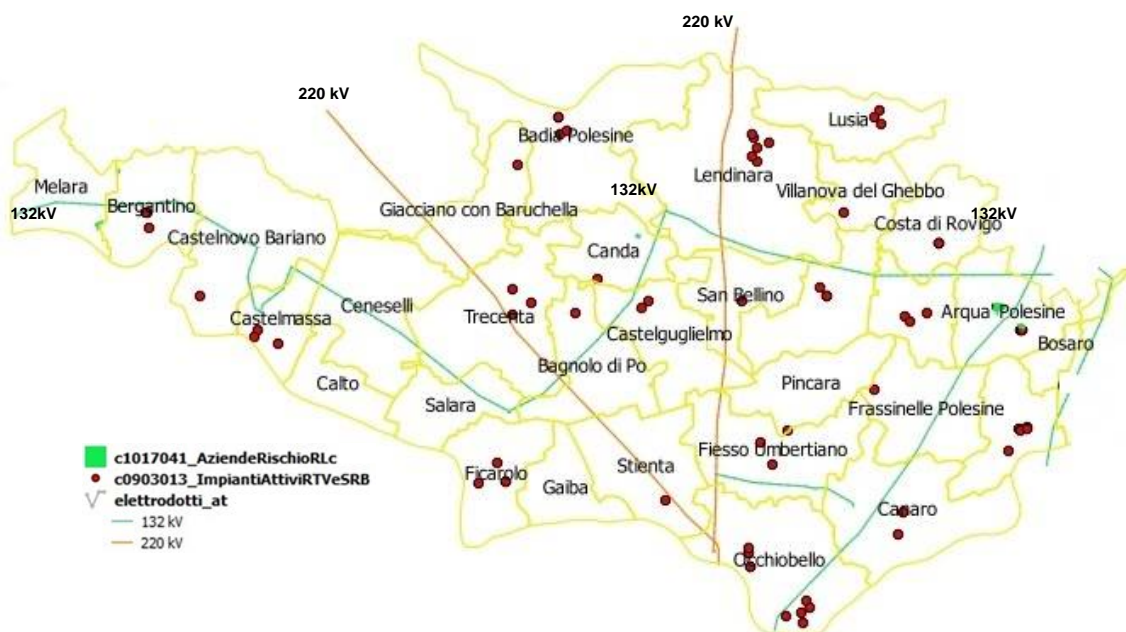 220 kV
220 kV
Lusia
Badia Polesine
Lendinara
Melara
132kV
Villanova del Ghebbo
Bergantino
Giacciano con Baruchella
132kV
132kV
Costa di Rovigo
Castelnovo Bariano
Canda
San Bellino
Ceneselli
Trecenta
Castelmassa
Castelguglielmo
Arqua' Polesine
Bosaro
Bagnolo di Po
Calto
Pincara
Salara
Frassinelle Polesine
Fiesso Umbertiano
Stienta
Ficarolo
Gaiba
Canaro
Occhiobello
c1017041_AziendeRischioRLc
c0903013_ImpiantiAttiviRTVeSRB
elettrodotti_at
132 kV
220 kV